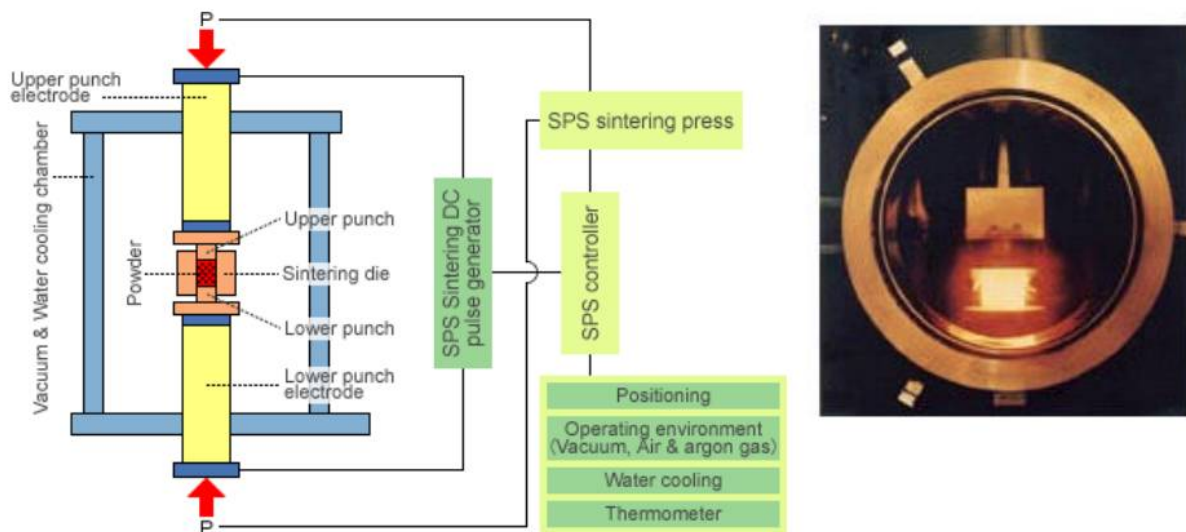 P
Upper punch
electrode
Vacuum & Water cooling chamber
Powder
Upper punch
Sintering die
Lower punch
Lower punch
electrode
P
SPS Sintering DC
pulse generator
SPS sintering press
SPS controller
Positioning
Operating environment
(Vacuum, Air & argon gas)
Water cooling
Thermometer